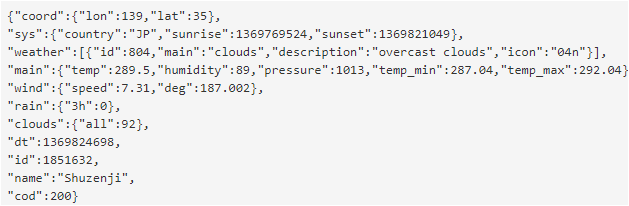 {"coord":{"lon":139,"lat":35},
"sys":{"country":"JP","sunrise":1369769524,"sunset":1369821049},
"weather":[{"id":804,"main":"clouds","description":"overcast clouds","icon":"04n"}],
"main":{"temp":289.5,"humidity":89,"pressure":1013,"temp_min":287.04,"temp_max":292.04}
"wind":{"speed":7.31,"deg":187.002},
"rain":{"3h":0},
"clouds":{"all":92},
"dt":1369824698,
"id":1851632,
"name":"Shuzenji",
"cod":200}